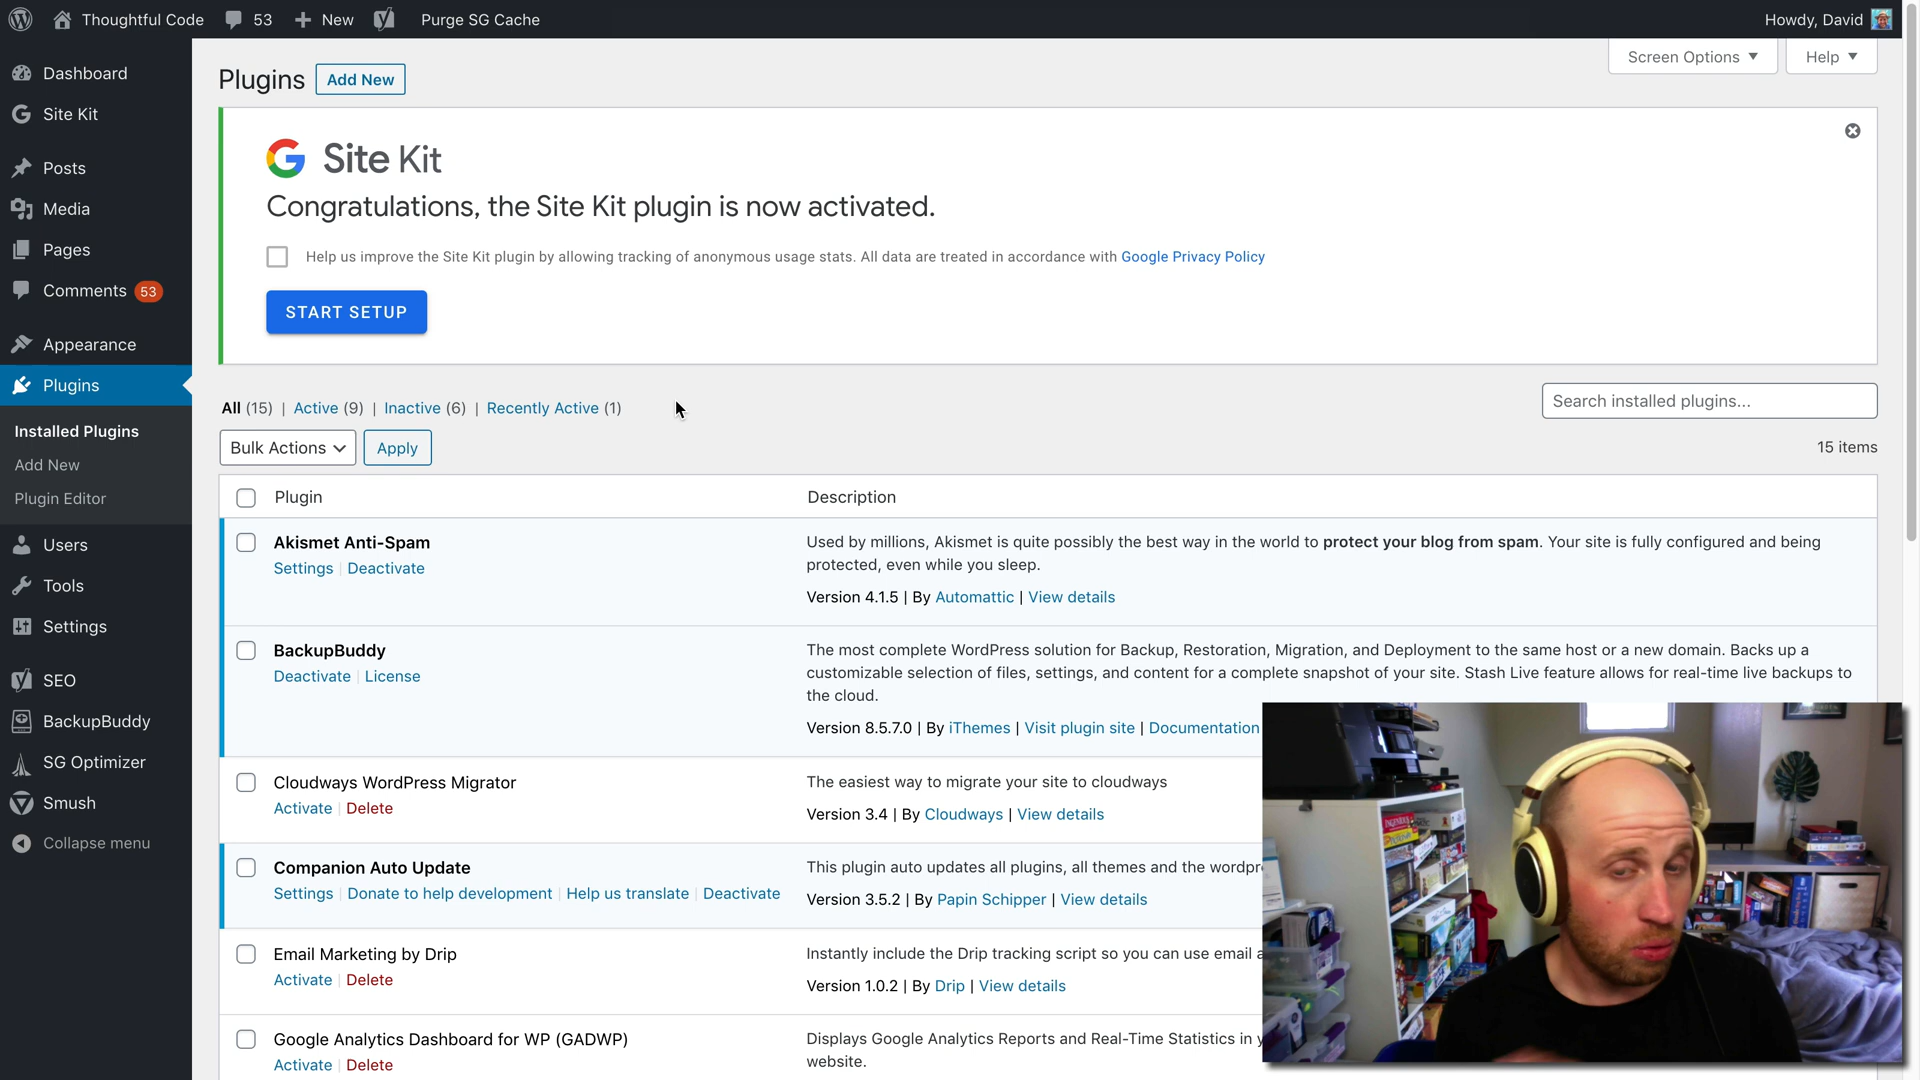 Thoughtful Code 53 New Purge SG Cache Howdy, David
Screen Options Help
Dashboard
Site Kit
Posts
Media
Pages
Comments 53
Appearance
Plugins
Installed Plugins
Add New
Plugin Editor
Users
Tools
Settings
SEO
BackupBuddy
SG Optimizer
Smush
Collapse menu
Plugins Add New
Site Kit
Congratulations, the Site Kit plugin is now activated.
Help us improve the Site Kit plugin by allowing tracking of anonymous usage stats. All data are treated in accordance with Google Privacy Policy
START SETUP
All (15) | Active (9) | Inactive (6) | Recently Active (1)
Search installed plugins...
Bulk Actions Apply
15 items
Plugin Description
Akismet Anti-Spam
Settings | Deactivate
Used by millions, Akismet is quite possibly the best way in the world to protect your blog from spam. Your site is fully configured and being
protected, even while you sleep.
Version 4.1.5 | By Automattic | View details
BackupBuddy
Deactivate | License
The most complete WordPress solution for Backup, Restoration, Migration, and Deployment to the same host or a new domain. Backs up a
customizable selection of files, settings, and content for a complete snapshot of your site. Stash Live feature allows for real-time live backups to
the cloud.
Version 8.5.7.0 | By iThemes | Visit plugin site | Documentation
Cloudways WordPress Migrator
Activate | Delete
The easiest way to migrate your site to cloudways
Version 3.4 | By Cloudways | View details
Companion Auto Update
Settings | Donate to help development | Help us translate | Deactivate
This plugin auto updates all plugins, all themes and the wordpr
Version 3.5.2 | By Papin Schipper | View details
Email Marketing by Drip
Activate | Delete
Instantly include the Drip tracking script so you can use email
Version 1.0.2 | By Drip | View details
Google Analytics Dashboard for WP (GADWP)
Activate | Delete
Displays Google Analytics Reports and Real-Time Statistics in
website.